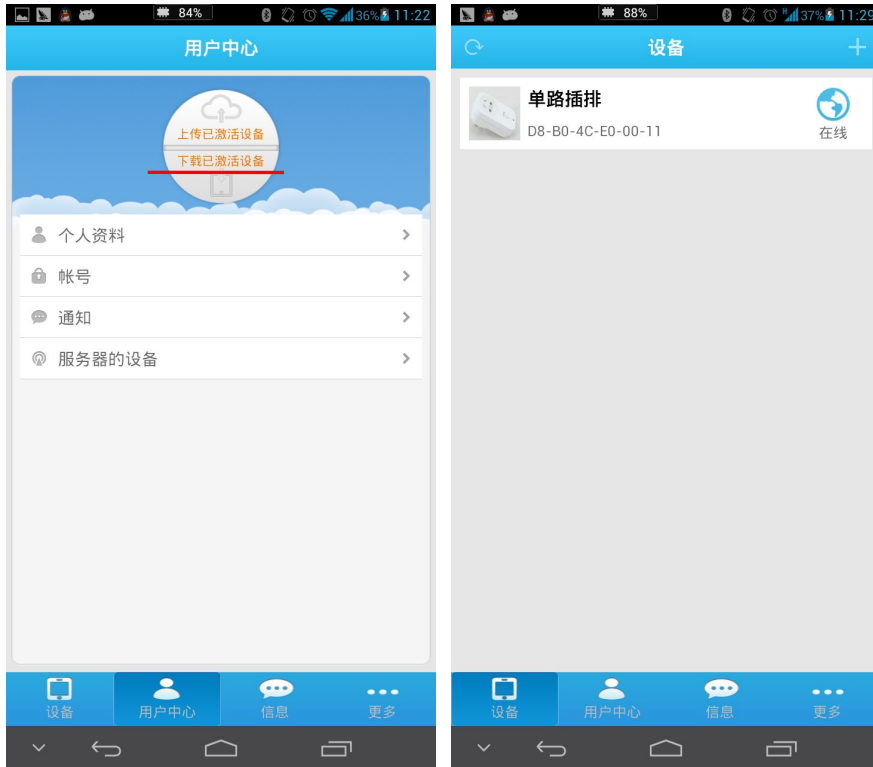 84%
36%
11:22
用户中心
上传已激活设备
下载已激活设备
个人资料
帐号
通知
服务器的设备
设备
用户中心
信息
更多
88%
H
37%
11:29
设备
单路插排
D8-B0-4C-E0-00-11
在线
设备
用户中心
信息
更多